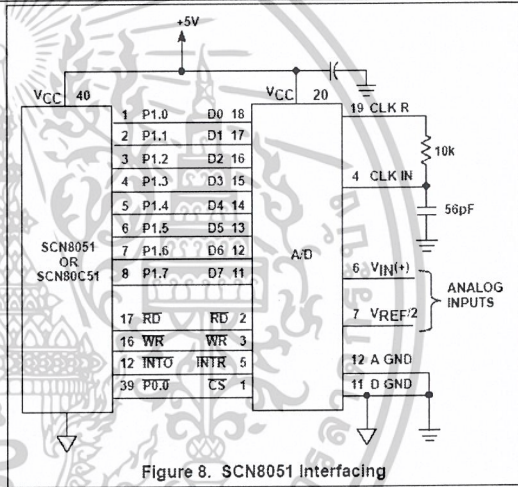 +5V
VCC 40
VCC 20
1 P1.0 D0 18
2 P1.1 D1 17
3 P1.2 D2 16
4 P1.3 D3 15
5 P1.4 D4 14
6 P1.5 D5 13
7 P1.6 D6 12
8 P1.7 D7 11
17 RD RD 2
16 WR WR 3
12 INTO INTR 5
39 P0.0 CS 1
SCN8051
OR
SCN80C51
A/D
19 CLK R
10k
4 CLK IN
56pF
6 VIN(+)
7 VREF/2
ANALOG
INPUTS
12 A GND
11 D GND
Figure 8. SCN8051 Interfacing